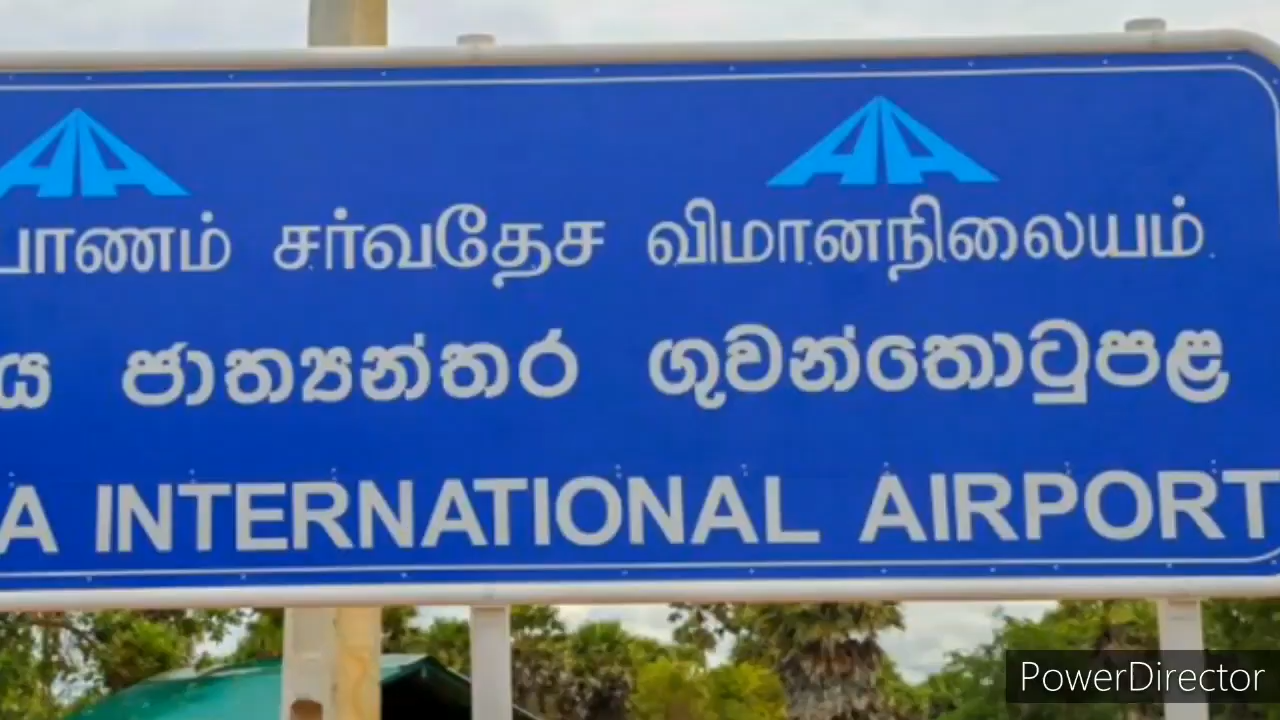 பாணம் சர்வதேச விமானநிலையம்
ය ජාත්‍යන්තර ගුවන්තොටුපළ
A INTERNATIONAL AIRPORT
PowerDirector